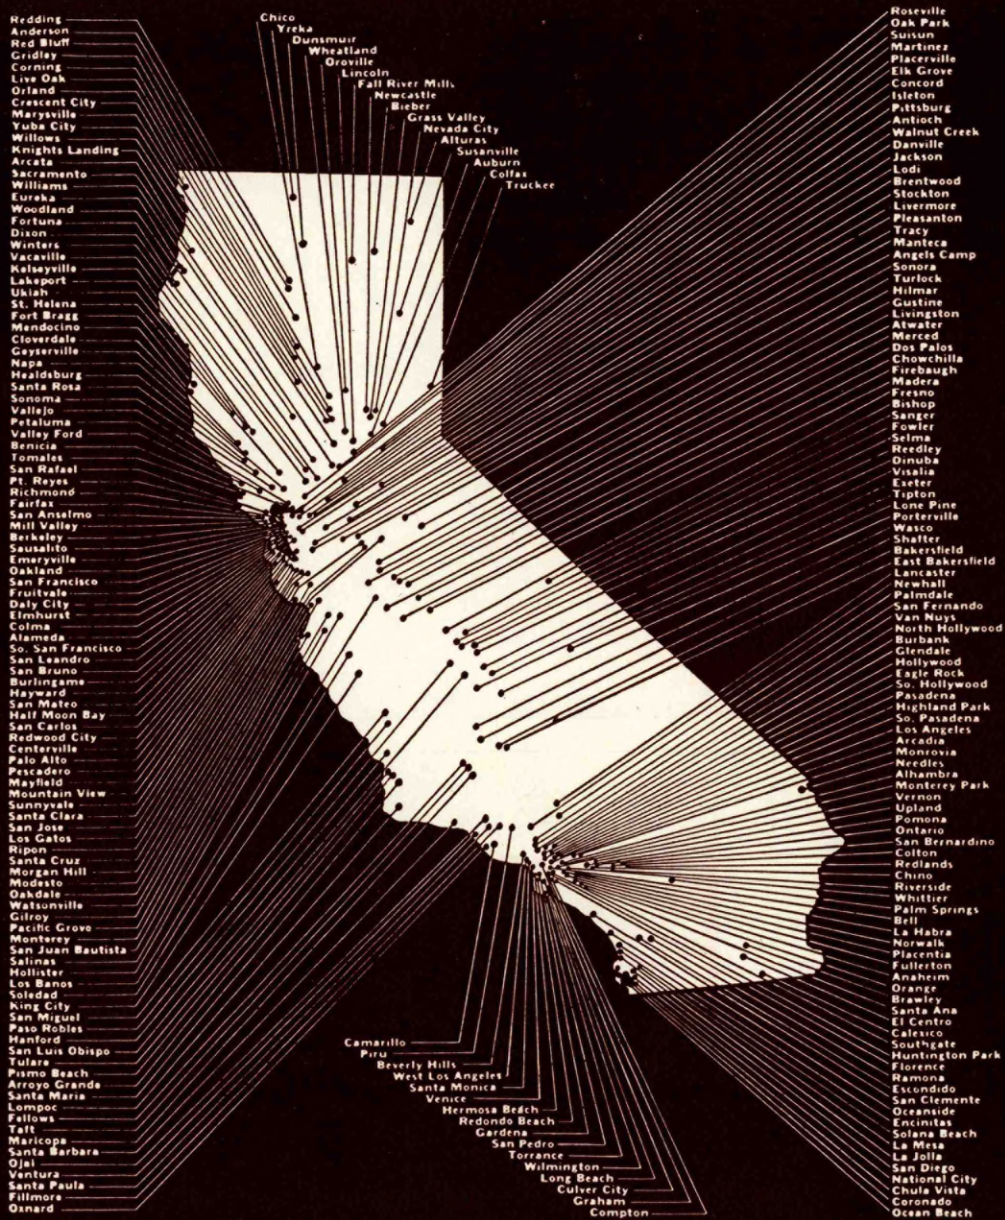 Redding
Anderson
Red Bluff
Gridley
Corning
Live Oak
Orland
Crescent City
Marysville
Yuba City
Willows
Knights Landing
Arcata
Sacramento
Williams
Eureka
Woodland
Fortuna
Dixon
Winters
Vacaville
Kelseyville
Lakeport
Ukiah
St. Helena
Fort Bragg
Mendocino
Cloverdale
Geyserville
Napa
Healdsburg
Santa Rosa
Sonoma
Vallejo
Petaluma
Valley Ford
Benicia
Tomales
San Rafael
Pt. Reyes
Richmond
Fairfax
San Anselmo
Mill Valley
Berkeley
Sausalito
Emeryville
Oakland
San Francisco
Fruitvale
Daly City
Elmhurst
Colma
Alameda
So. San Francisco
San Leandro
San Bruno
Burlingame
Hayward
San Mateo
Half Moon Bay
San Carlos
Redwood City
Centerville
Palo Alto
Pescadero
Mayfield
Mountain View
Sunnyvale
Santa Clara
San Jose
Los Gatos
Ripon
Santa Cruz
Morgan Hill
Modesto
Oakdale
Watsonville
Gilroy
Pacific Grove
Monterey
San Juan Bautista
Salinas
Hollister
Los Banos
Soledad
King City
San Miguel
Paso Robles
Hanford
San Luis Obispo
Tulare
Pismo Beach
Arroyo Grande
Santa Maria
Lompoc
Fellows
Taft
Maricopa
Santa Barbara
Ojai
Ventura
Santa Paula
Fillmore
Oxnard
Chico
Yreka
Dunsmuir
Wheatland
Oroville
Lincoln
Fall River Mills
Newcastle
Bieber
Grass Valley
Nevada City
Alturas
Susanville
Auburn
Colfax
Truckee
Roseville
Oak Park
Suisun
Martinez
Placerville
Elk Grove
Concord
Isleton
Pittsburg
Antioch
Walnut Creek
Danville
Jackson
Lodi
Brentwood
Stockton
Livermore
Pleasanton
Tracy
Manteca
Angels Camp
Sonora
Turlock
Hilmar
Gustine
Livingston
Atwater
Merced
Dos Palos
Chowchilla
Firebaugh
Madera
Fresno
Bishop
Sanger
Fowler
Selma
Reedley
Dinuba
Visalia
Exeter
Tipton
Lone Pine
Porterville
Wasco
Shafter
Bakersfield
East Bakersfield
Lancaster
Newhall
Palmdale
San Fernando
Van Nuys
North Hollywood
Burbank
Glendale
Hollywood
Eagle Rock
So. Hollywood
Pasadena
Highland Park
So. Pasadena
Los Angeles
Arcadia
Monrovia
Needles
Alhambra
Monterey Park
Vernon
Upland
Pomona
Ontario
San Bernardino
Colton
Redlands
Chino
Riverside
Whittier
Palm Springs
Bell
La Habra
Norwalk
Placentia
Fullerton
Anaheim
Orange
Brawley
Santa Ana
El Centro
Calexico
Southgate
Huntington Park
Florence
Ramona
Escondido
San Clemente
Oceanside
Encinitas
Solana Beach
La Mesa
La Jolla
San Diego
National City
Chula Vista
Coronado
Ocean Beach
Camarillo
Piru
Beverly Hills
West Los Angeles
Santa Monica
Venice
Hermosa Beach
Redondo Beach
Gardena
San Pedro
Torrance
Wilmington
Long Beach
Culver City
Graham
Compton